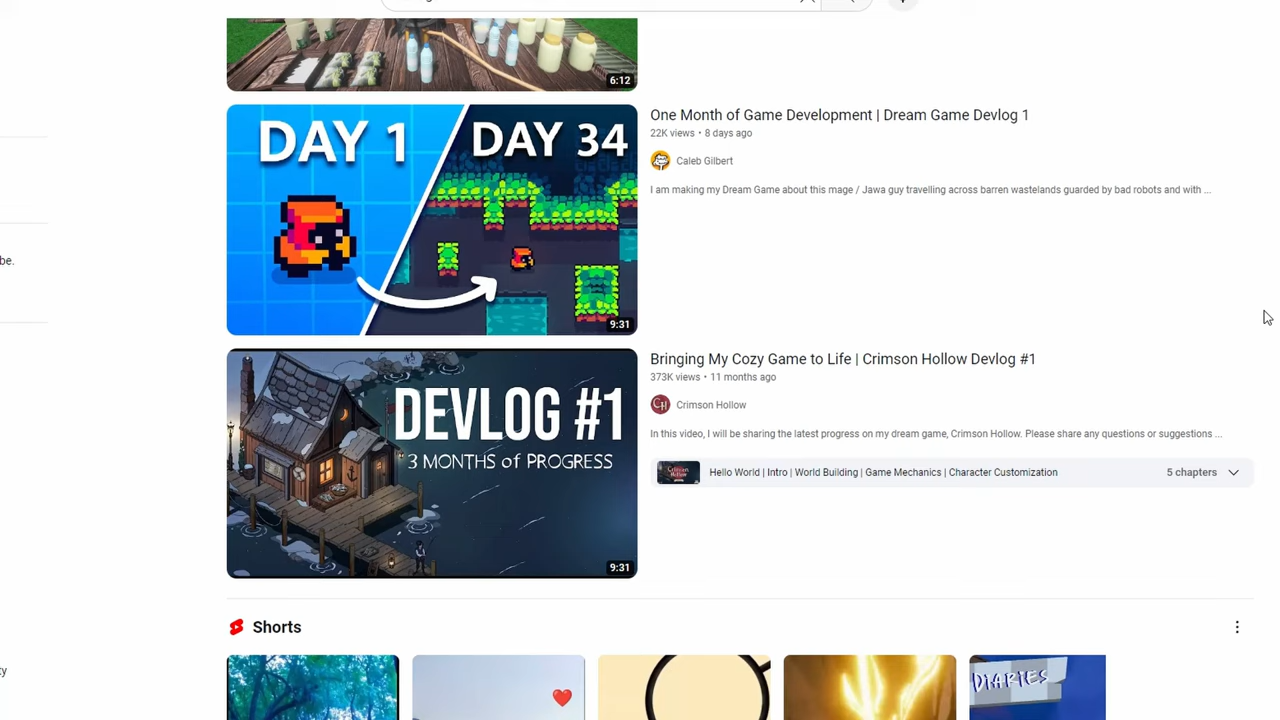 6:12
DAY 1
DAY 34
9:31
One Month of Game Development | Dream Game Devlog 1
22K views • 8 days ago
Caleb Gilbert
I am making my Dream Game about this mage / Jawa guy travelling across barren wastelands guarded by bad robots and with ...
be.
DEVLOG #1
3 MONTHS of PROGRESS
9:31
Bringing My Cozy Game to Life | Crimson Hollow Devlog #1
373K views • 11 months ago
CH
Crimson Hollow
In this video, I will be sharing the latest progress on my dream game, Crimson Hollow. Please share any questions or suggestions ...
Crimson Hollow
Hello World | Intro | World Building | Game Mechanics | Character Customization
5 chapters
Shorts
ty
DIARIES